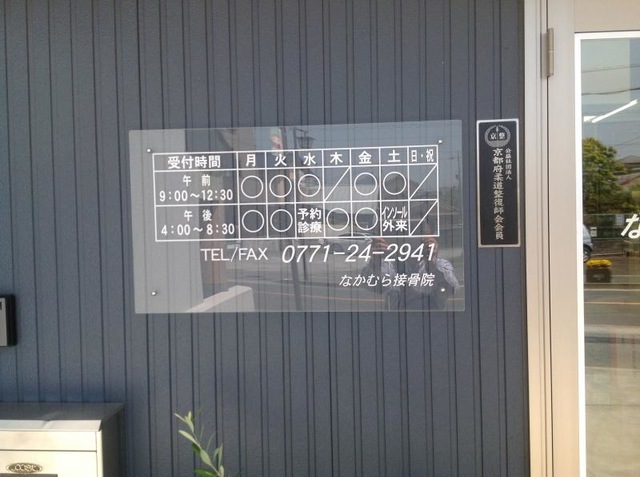 受付時間 月 火 水 木 金 土 日・祝
午前 9:00～12:30 ○ ○ ○ ／ ○ ○ ／
午後 4:00～8:30 ○ ○ 予約診療 ○ ○ インソール外来 ／
TEL/FAX 0771-24-2941
なかむら接骨院
京整
公益社団法人
京都府柔道整復師会会員
な